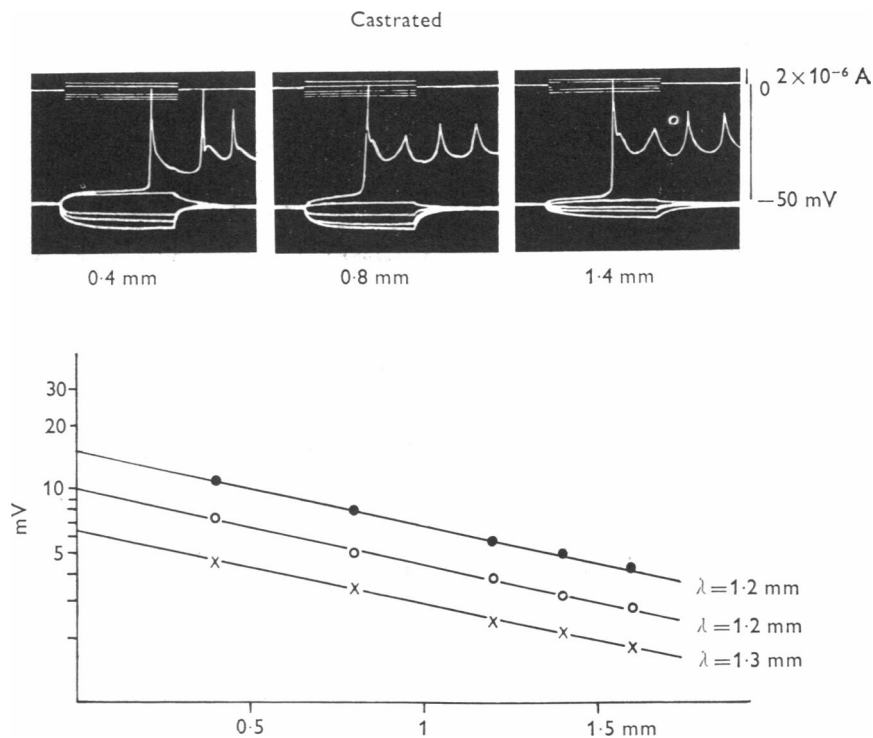 Castrated
2×10⁻⁶ A
0
—50 mV
0·4 mm
0·8 mm
1·4 mm
30
20
10
5
mV
λ=1·2 mm
λ=1·2 mm
λ=1·3 mm
0·5
1
1·5 mm